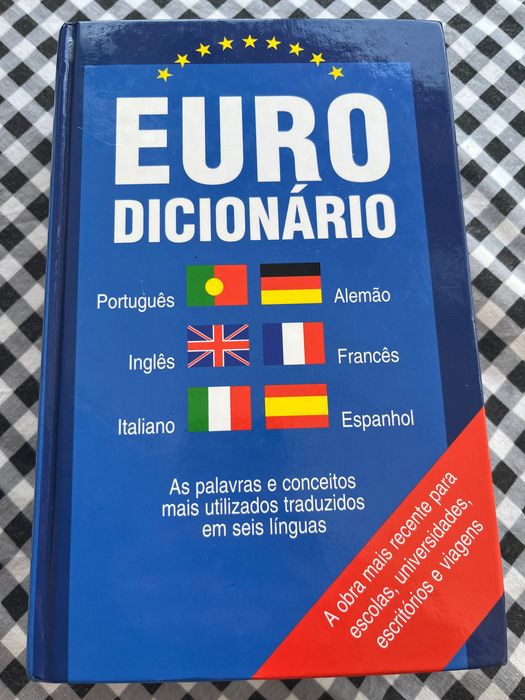 EURO
DICIONÁRIO
Português
Alemão
Inglês
Francês
Italiano
Espanhol
As palavras e conceitos
mais utilizados traduzidos
em seis línguas
A obra mais recente para
escolas, universidades,
escritórios e viagens